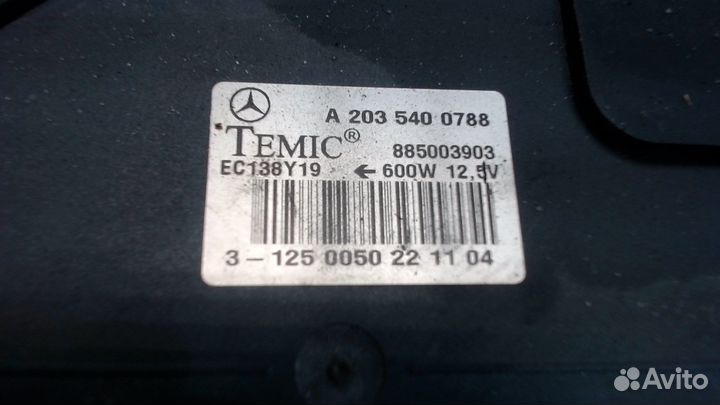 A 203 540 0788
TEMIC®
885003903
EC138Y19 ← 600W 12,5V
3-125 0050 22 11 04
Avito